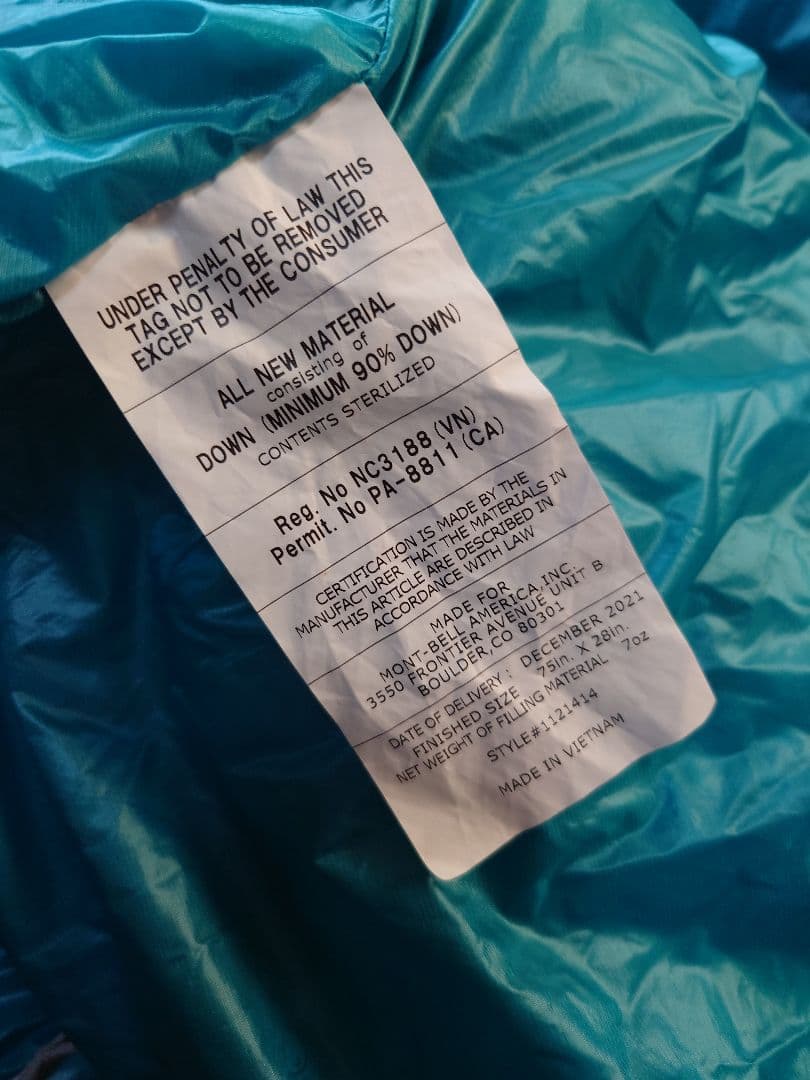 UNDER PENALTY OF LAW THIS
TAG NOT TO BE REMOVED
EXCEPT BY THE CONSUMER
ALL NEW MATERIAL
consisting of
DOWN (MINIMUM 90% DOWN)
CONTENTS STERILIZED
Reg. No NC3188 (VN)
Permit. No PA-8811 (CA)
CERTIFICATION IS MADE BY THE
MANUFACTURER THAT THE MATERIALS IN
THIS ARTICLE ARE DESCRIBED IN
ACCORDANCE WITH LAW
MADE FOR
MONT-BELL AMERICA,INC.
3550 FRONTIER AVENUE UNIT B
BOULDER,CO 80301
DATE OF DELIVERY : DECEMBER 2021
FINISHED SIZE 75in. X 28in.
NET WEIGHT OF FILLING MATERIAL 7oz
STYLE#1121414
MADE IN VIETNAM